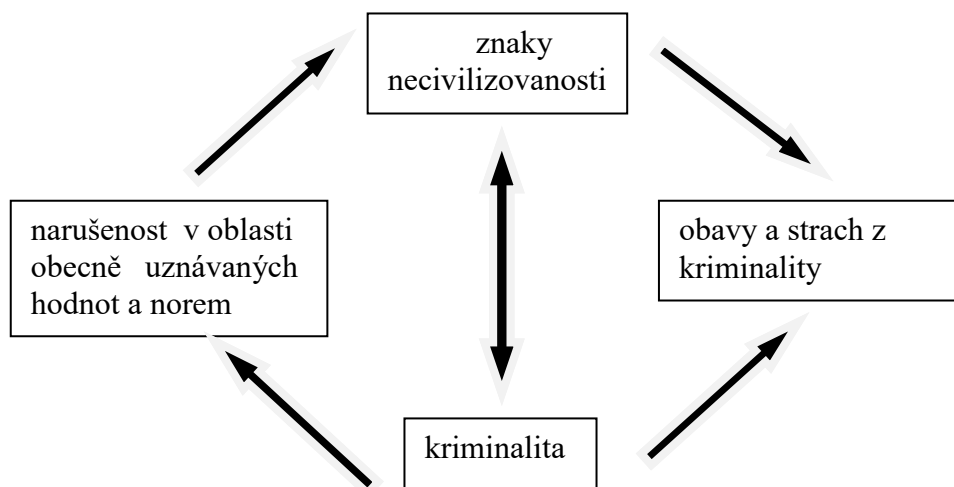 znaky
necivilizovanosti
narušenost v oblasti
obecně uznávaných
hodnot a norem
obavy a strach z
kriminality
kriminalita